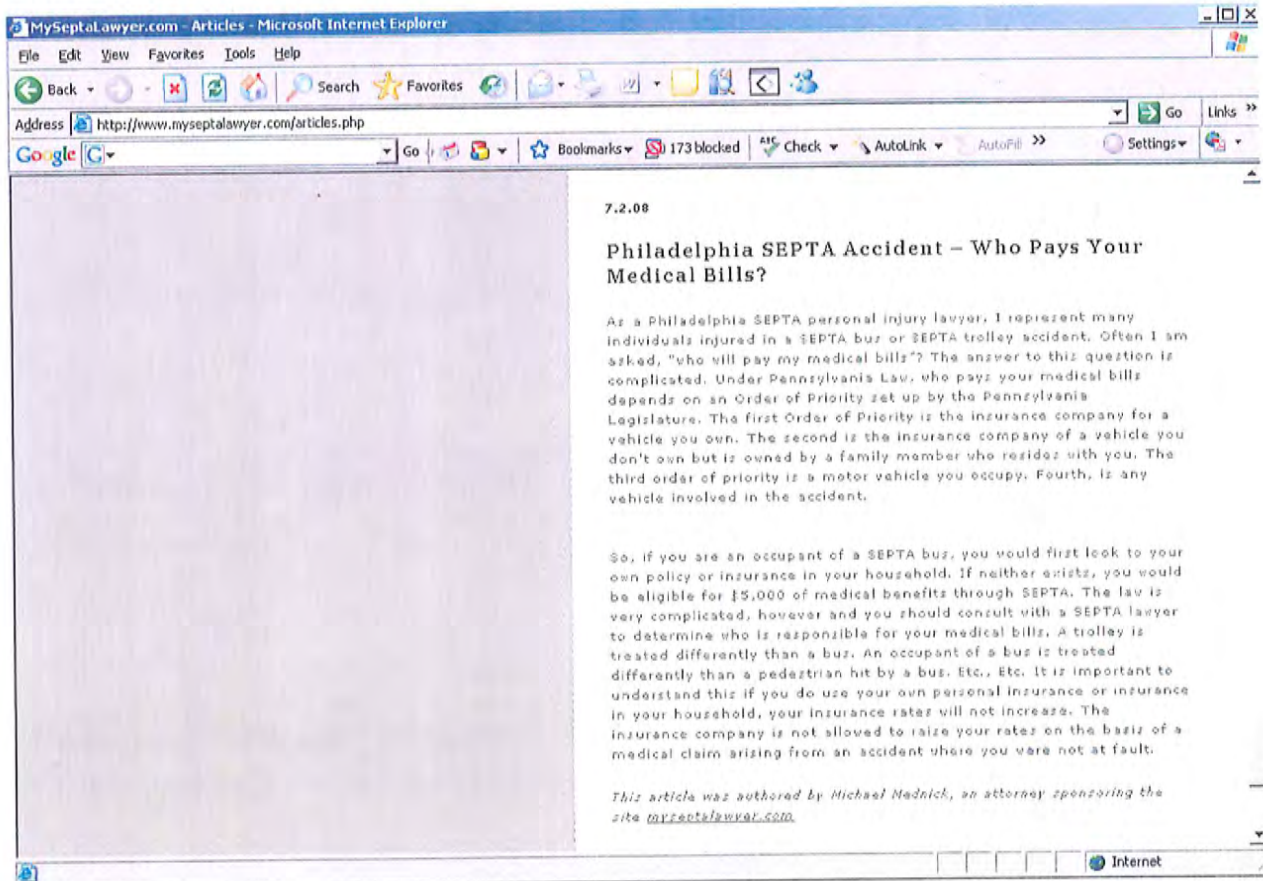 MySeptaLawyer.com - Articles - Microsoft Internet Explorer
File Edit View Favorites Tools Help
Back Search Favorites
Address http://www.myseptalawyer.com/articles.php Go Links »
Google G Go Bookmarks 173 blocked ABC Check AutoLink AutoFill » Settings
7.2.08
Philadelphia SEPTA Accident – Who Pays Your
Medical Bills?
As a Philadelphia SEPTA personal injury lawyer, I represent many
individuals injured in a SEPTA bus or SEPTA trolley accident. Often I am
asked, "who will pay my medical bills"? The answer to this question is
complicated. Under Pennsylvania Law, who pays your medical bills
depends on an Order of Priority set up by the Pennsylvania
Legislature. The first Order of Priority is the insurance company for a
vehicle you own. The second is the insurance company of a vehicle you
don't own but is owned by a family member who resides with you. The
third order of priority is a motor vehicle you occupy. Fourth, is any
vehicle involved in the accident.
So, if you are an occupant of a SEPTA bus, you would first look to your
own policy or insurance in your household. If neither exists, you would
be eligible for $5,000 of medical benefits through SEPTA. The law is
very complicated, however and you should consult with a SEPTA lawyer
to determine who is responsible for your medical bills. A trolley is
treated differently than a bus. An occupant of a bus is treated
differently than a pedestrian hit by a bus. Etc., Etc. It is important to
understand this if you do use your own personal insurance or insurance
in your household, your insurance rates will not increase. The
insurance company is not allowed to raise your rates on the basis of a
medical claim arising from an accident where you were not at fault.
This article was authored by Michael Mednick, an attorney sponsoring the
site myseptalawyer.com
Internet